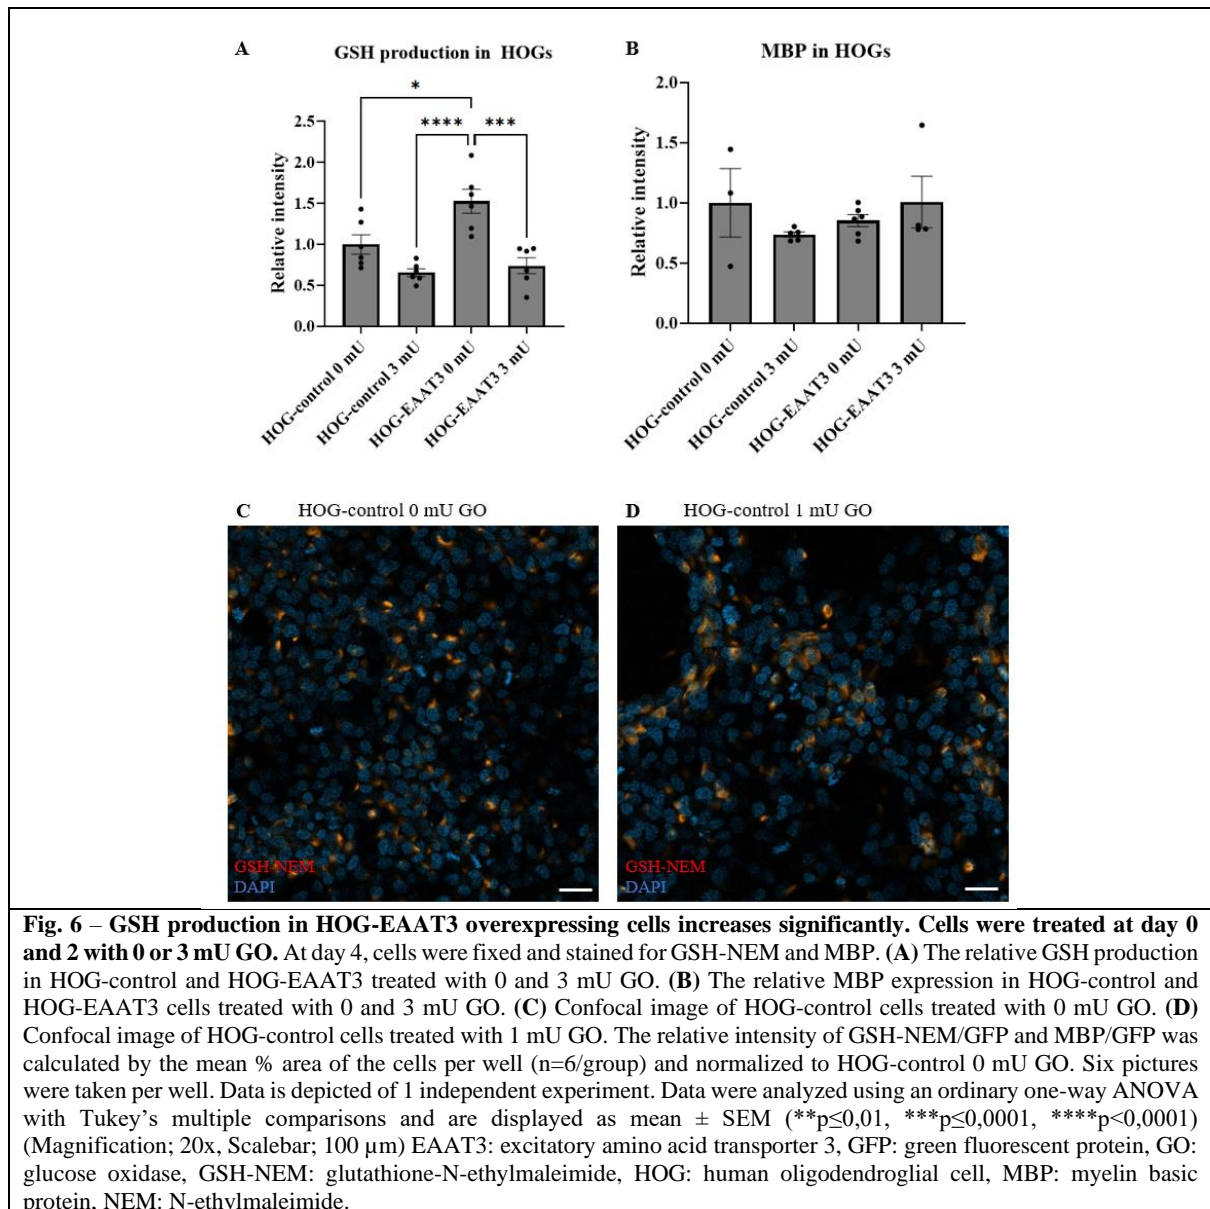 A
GSH production in HOGs
*
****
***
2.5
2.0
1.5
1.0
0.5
0.0
Relative intensity
HOG-control 0 mU
HOG-control 3 mU
HOG-EAAT3 0 mU
HOG-EAAT3 3 mU
B
MBP in HOGs
2.0
1.5
1.0
0.5
0.0
Relative intensity
HOG-control 0 mU
HOG-control 3 mU
HOG-EAAT3 0 mU
HOG-EAAT3 3 mU
C HOG-control 0 mU GO
GSH-NEM
DAPI
D HOG-control 1 mU GO
GSH-NEM
DAPI
Fig. 6 – GSH production in HOG-EAAT3 overexpressing cells increases significantly. Cells were treated at day 0
and 2 with 0 or 3 mU GO. At day 4, cells were fixed and stained for GSH-NEM and MBP. (A) The relative GSH production
in HOG-control and HOG-EAAT3 treated with 0 and 3 mU GO. (B) The relative MBP expression in HOG-control and
HOG-EAAT3 cells treated with 0 and 3 mU GO. (C) Confocal image of HOG-control cells treated with 0 mU GO. (D)
Confocal image of HOG-control cells treated with 1 mU GO. The relative intensity of GSH-NEM/GFP and MBP/GFP was
calculated by the mean % area of the cells per well (n=6/group) and normalized to HOG-control 0 mU GO. Six pictures
were taken per well. Data is depicted of 1 independent experiment. Data were analyzed using an ordinary one-way ANOVA
with Tukey's multiple comparisons and are displayed as mean ± SEM (**p≤0,01, ***p≤0,0001, ****p<0,0001)
(Magnification; 20x, Scalebar; 100 µm) EAAT3: excitatory amino acid transporter 3, GFP: green fluorescent protein, GO:
glucose oxidase, GSH-NEM: glutathione-N-ethylmaleimide, HOG: human oligodendroglial cell, MBP: myelin basic
protein, NEM: N-ethylmaleimide.